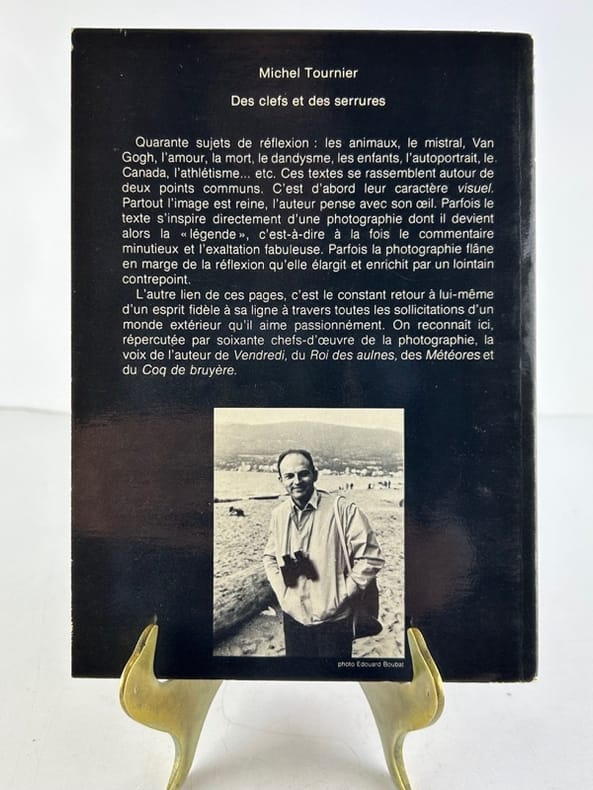 Michel Tournier
Des clefs et des serrures
Quarante sujets de réflexion : les animaux, le mistral, Van
Gogh, l'amour, la mort, le dandysme, les enfants, l'autoportrait, le
Canada, l'athlétisme... etc. Ces textes se rassemblent autour de
deux points communs. C'est d'abord leur caractère visuel.
Partout l'image est reine, l'auteur pense avec son œil. Parfois le
texte s'inspire directement d'une photographie dont il devient
alors la « légende », c'est-à-dire à la fois le commentaire
minutieux et l'exaltation fabuleuse. Parfois la photographie flâne
en marge de la réflexion qu'elle élargit et enrichit par un lointain
contrepoint.
L'autre lien de ces pages, c'est le constant retour à lui-même
d'un esprit fidèle à sa ligne à travers toutes les sollicitations d'un
monde extérieur qu'il aime passionnément. On reconnaît ici,
répercutée par soixante chefs-d'œuvre de la photographie, la
voix de l'auteur de Vendredi, du Roi des aulnes, des Météores et
du Coq de bruyère.
photo Edouard Boubat